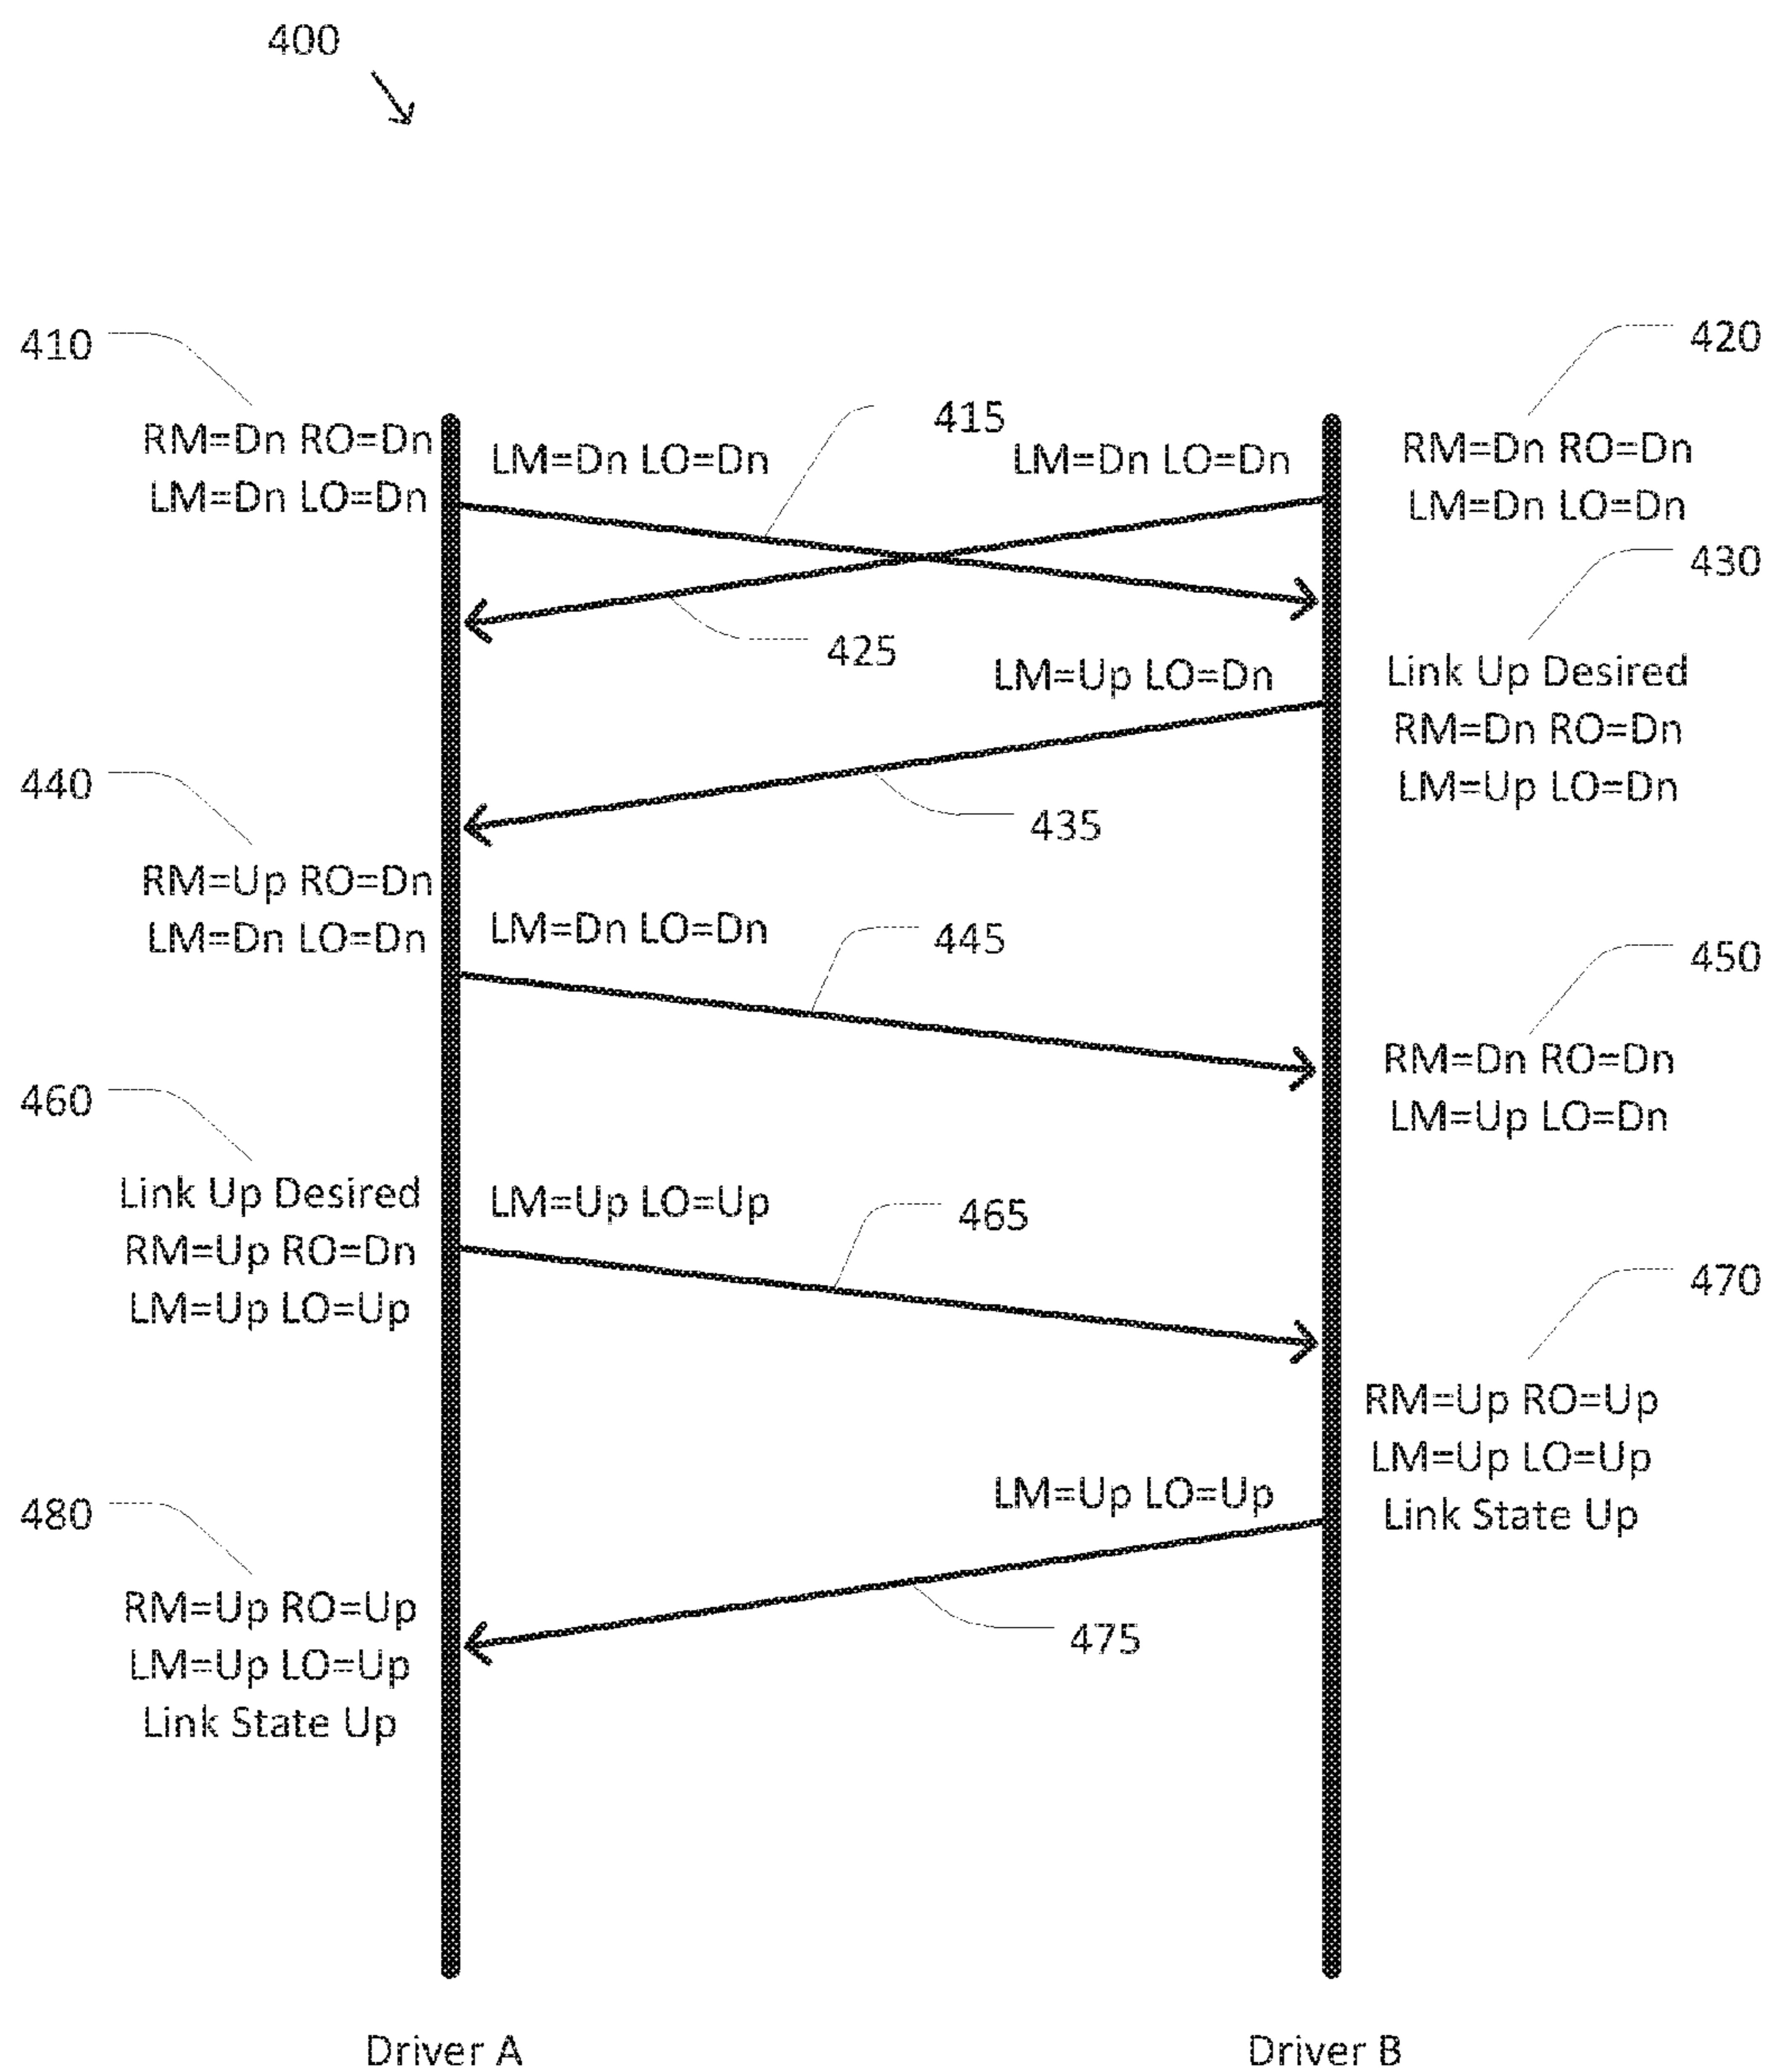 400
410
420
415
RM=Dn RO=Dn
LM=Dn LO=Dn
LM=Dn LO=Dn
LM=Dn LO=Dn
RM=Dn RO=Dn
LM=Dn LO=Dn
425
430
LM=Up LO=Dn
Link Up Desired
RM=Dn RO=Dn
LM=Up LO=Dn
435
440
RM=Up RO=Dn
LM=Dn LO=Dn
LM=Dn LO=Dn
445
450
RM=Dn RO=Dn
LM=Up LO=Dn
460
Link Up Desired
RM=Up RO=Dn
LM=Up LO=Up
LM=Up LO=Up
465
470
RM=Up RO=Up
LM=Up LO=Up
Link State Up
LM=Up LO=Up
475
480
RM=Up RO=Up
LM=Up LO=Up
Link State Up
Driver A
Driver B